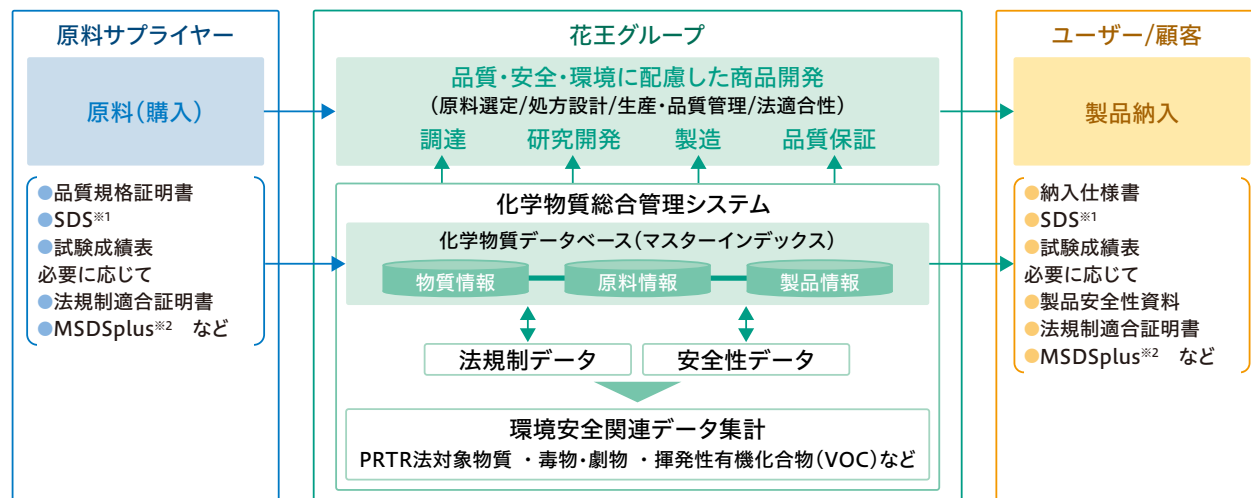 原料サプライヤー
原料(購入)
●品質規格証明書
●SDS※1
●試験成績表
必要に応じて
●法規制適合証明書
●MSDSplus※2 など
花王グループ
品質・安全・環境に配慮した商品開発
(原料選定/処方設計/生産・品質管理/法適合性)
調達 研究開発 製造 品質保証
化学物質総合管理システム
化学物質データベース(マスターインデックス)
物質情報 原料情報 製品情報
法規制データ 安全性データ
環境安全関連データ集計
PRTR法対象物質 ・毒物・劇物 ・揮発性有機化合物(VOC)など
ユーザー/顧客
製品納入
●納入仕様書
●SDS※1
●試験成績表
必要に応じて
●製品安全性資料
●法規制適合証明書
●MSDSplus※2 など